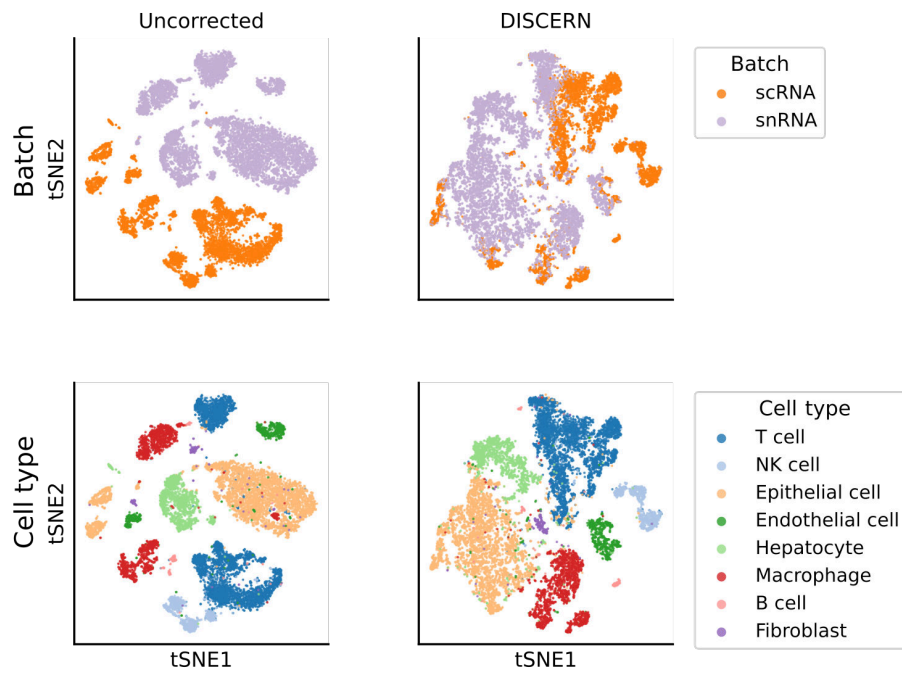 Uncorrected
DISCERN
Batch
tSNE2
Batch
scRNA
snRNA
Cell type
tSNE2
tSNE1
tSNE1
Cell type
T cell
NK cell
Epithelial cell
Endothelial cell
Hepatocyte
Macrophage
B cell
Fibroblast